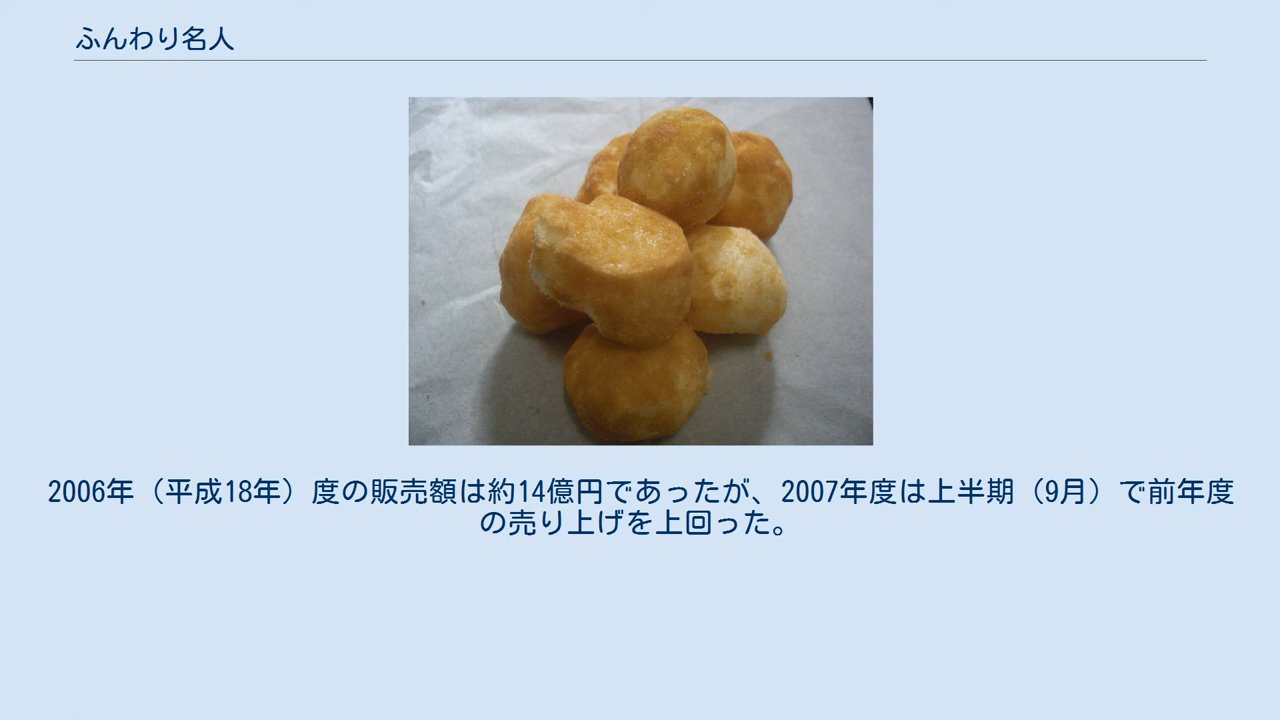 ふんわり名人
2006年（平成18年）度の販売額は約14億円であったが、2007年度は上半期（9月）で前年度
の売り上げを上回った。